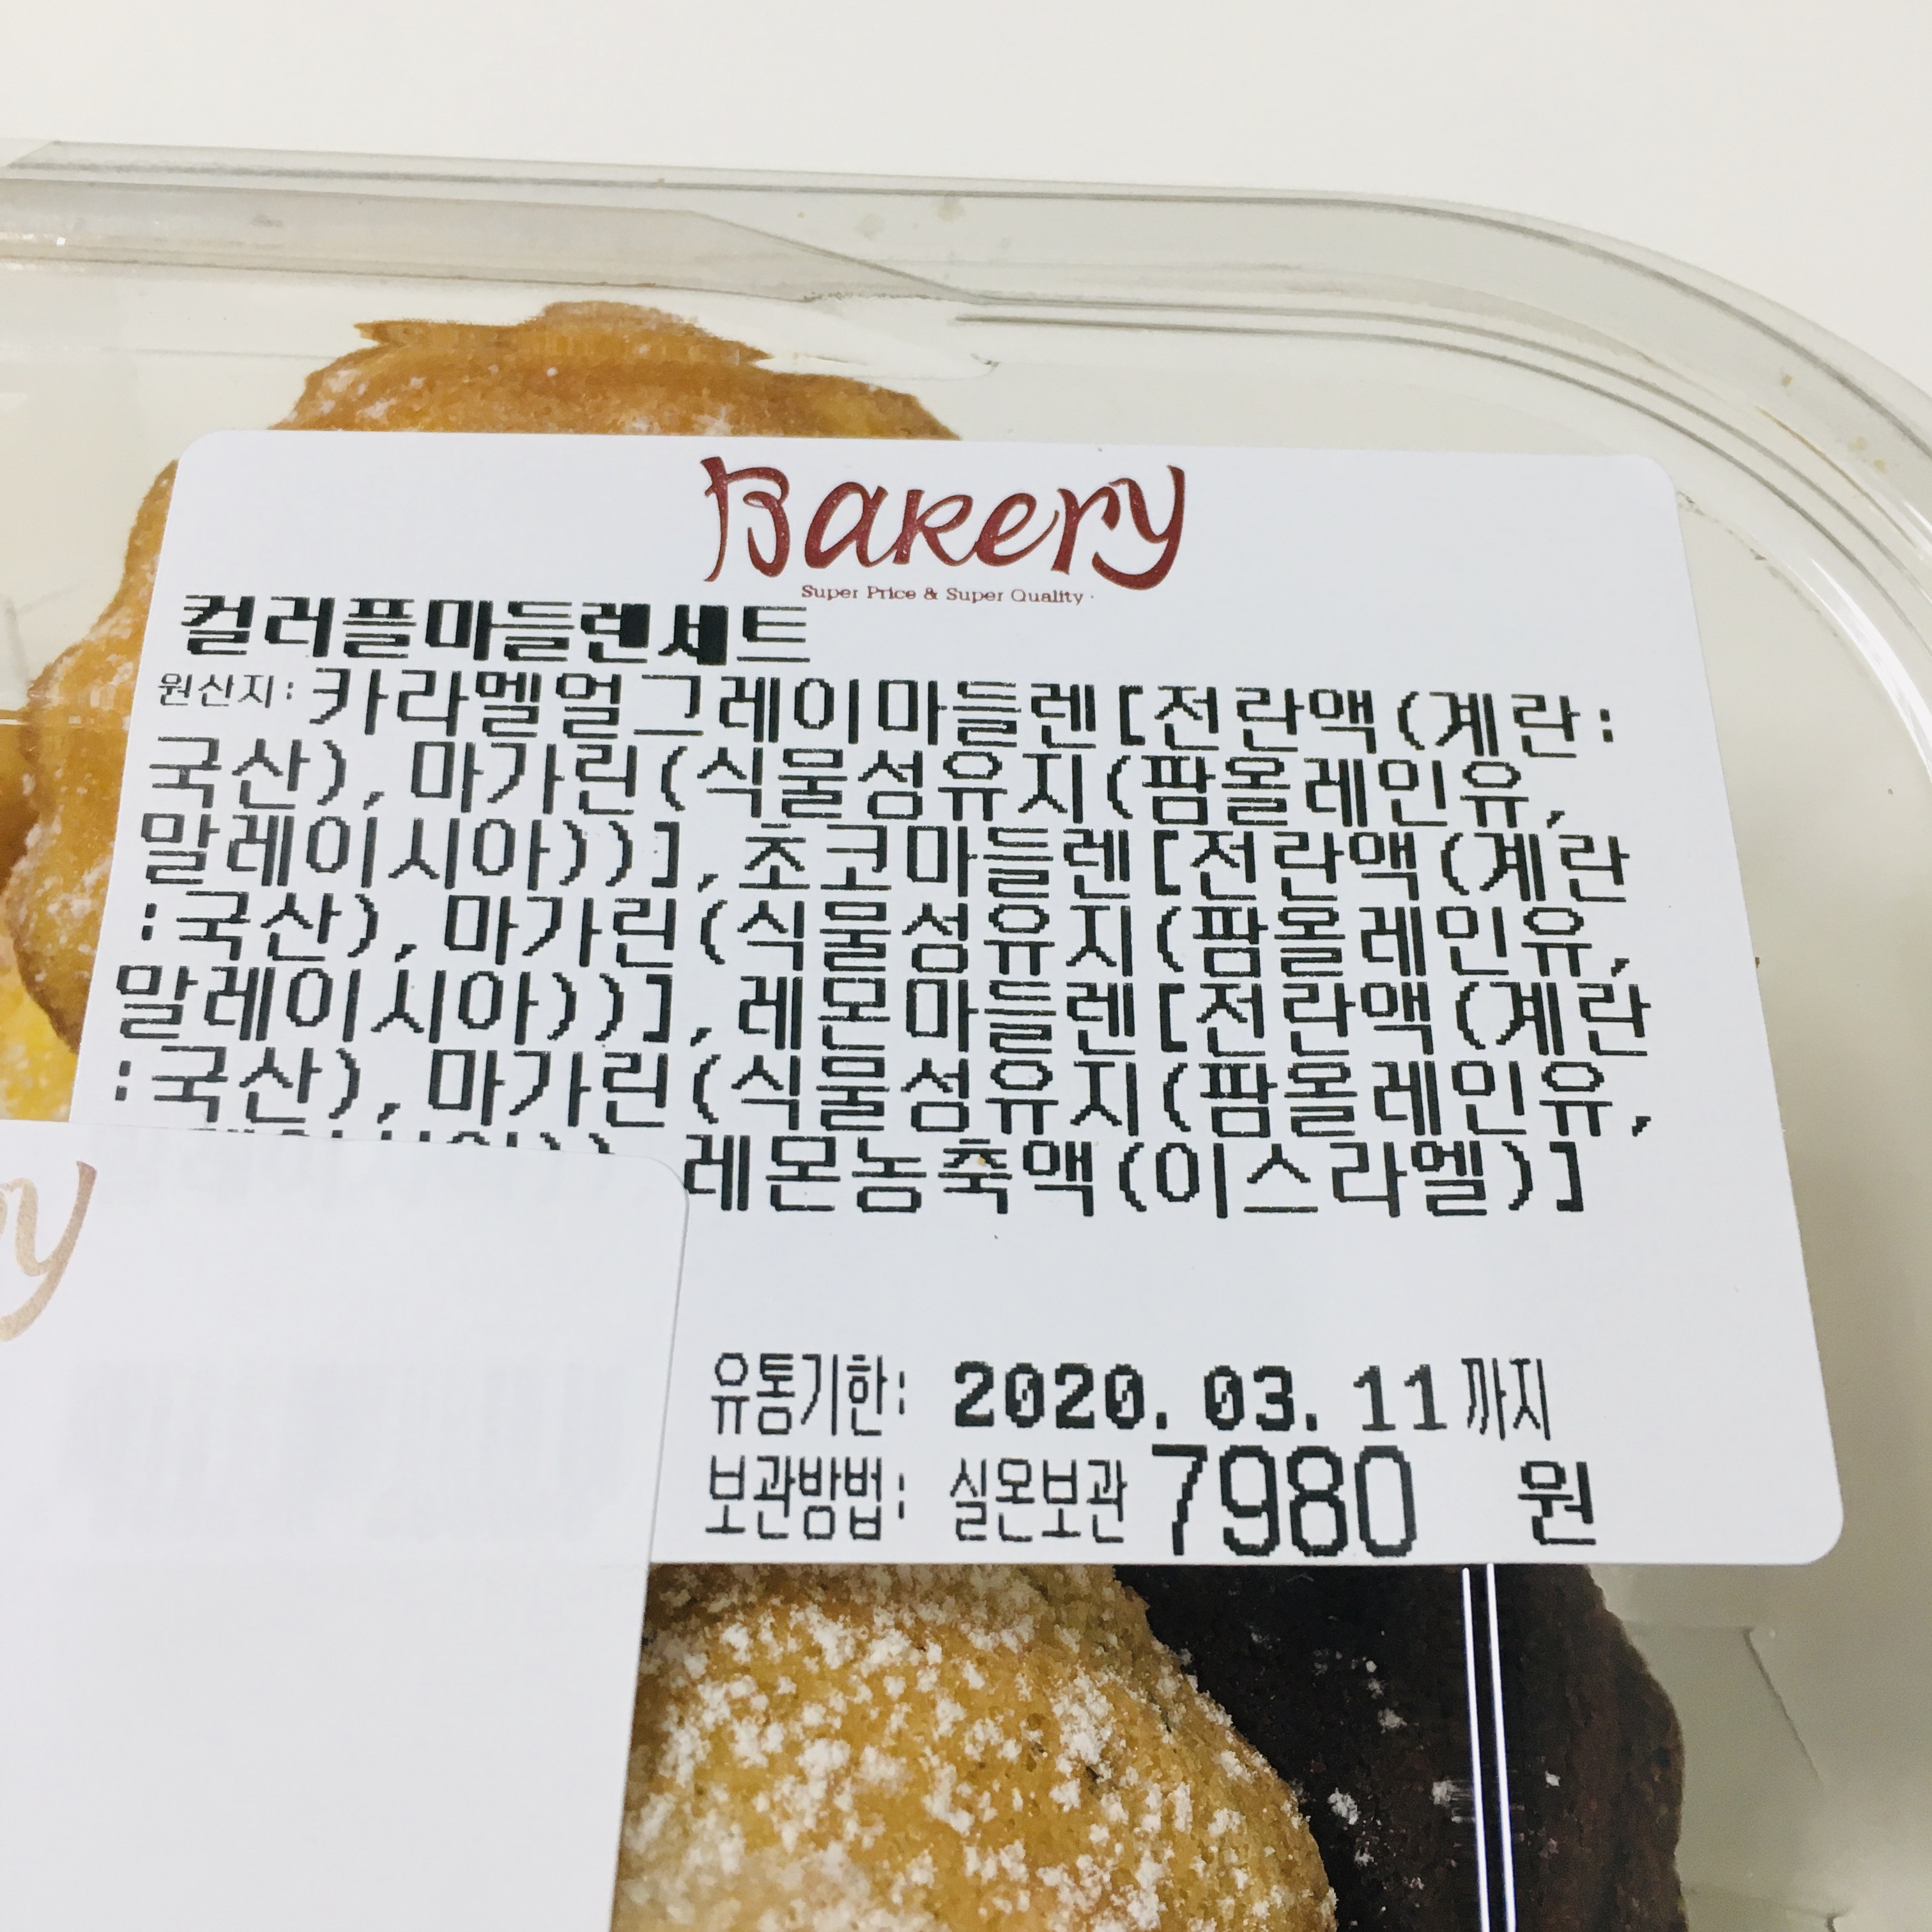 Bakery
Super Price & Super Quality
컬러플마들렌세트
원산지: 카라멜얼그레이마들렌[전란액(계란:
국산),마가린(식물성유지(팜올레인유,
말레이시아))],초코마들렌[전란액(계란
:국산),마가린(식물성유지(팜올레인유,
말레이시아))],레몬마들렌[전란액(계란
:국산),마가린(식물성유지(팜올레인유,
레몬농축액(이스라엘)]
유통기한: 2020.03.11까지
보관방법: 실온보관 7980 원